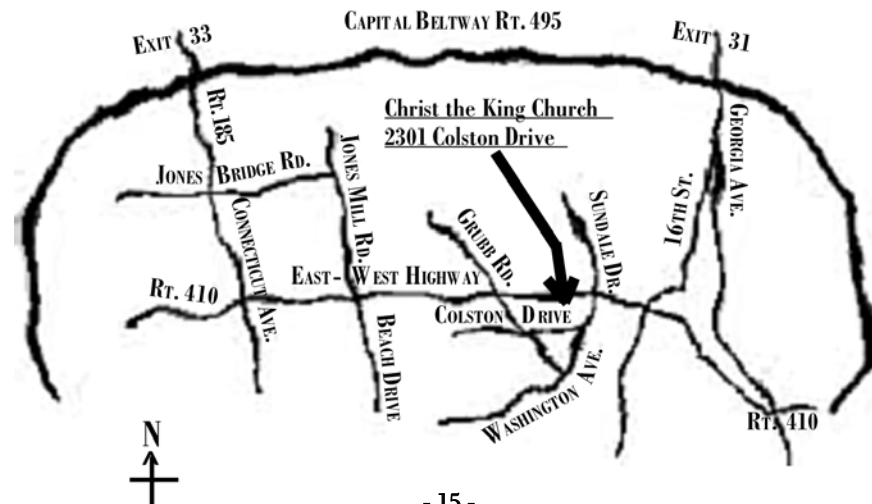 CAPITAL BELTWAY RT. 495
EXIT 33
EXIT 31
RT. 185
Christ the King Church
2301 Colston Drive
JONES BRIDGE RD.
JONES MILL RD.
GEORGIA AVE.
16TH ST.
CONNECTICUT AVE.
GRUBB RD.
SUNDALE DR.
EAST-WEST HIGHWAY
RT. 410
COLSTON DRIVE
BEACH DRIVE
WASHINGTON AVE.
RT. 410
N
- 15 -